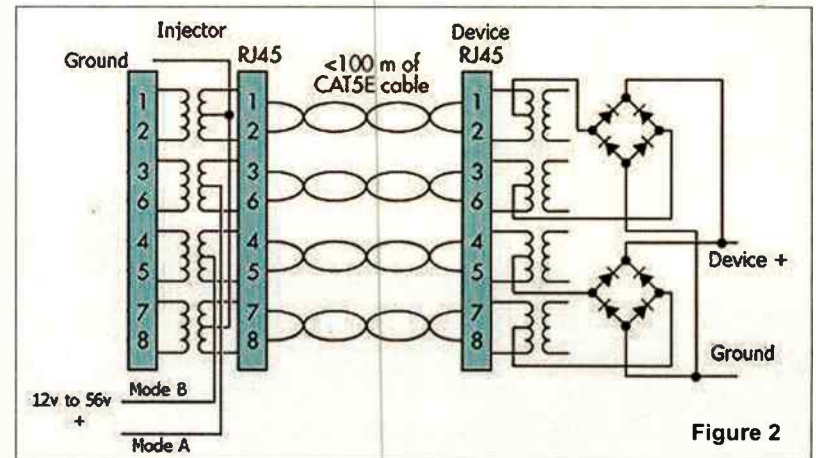 Injector
Ground
RJ45
<100 m of
CAT5E cable
Device
RJ45
1
2
3
6
4
5
7
8
1
2
3
6
4
5
7
8
1
2
3
6
4
5
7
8
Device +
Ground
Mode B
12v to 56v
+
Mode A
Figure 2